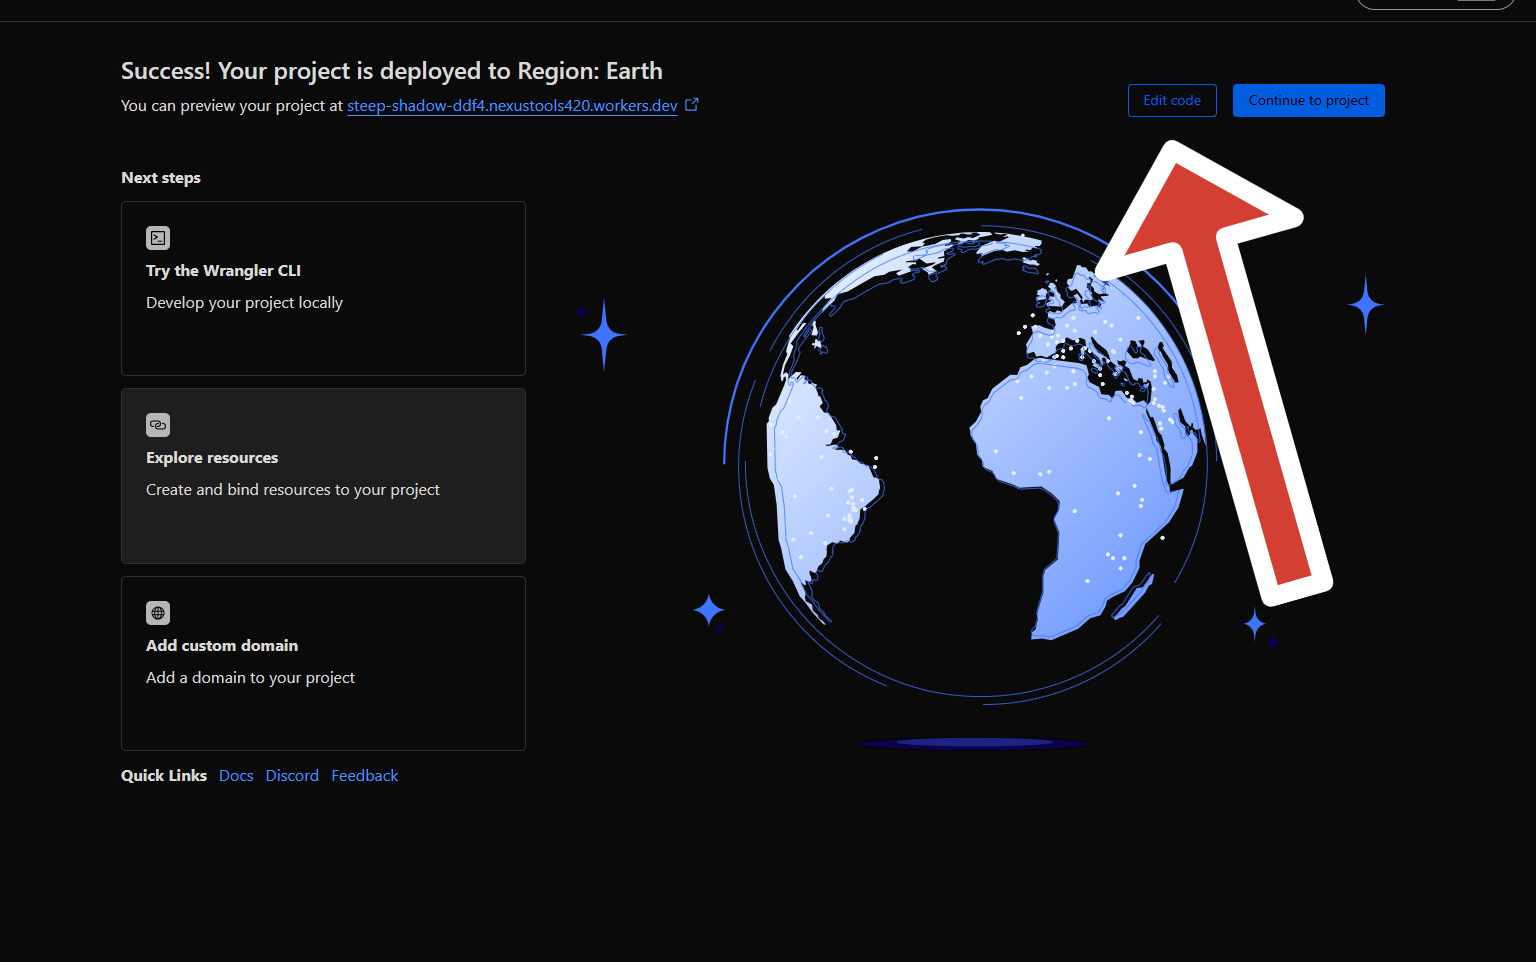 Success! Your project is deployed to Region: Earth
You can preview your project at steep-shadow-ddf4.nexustools420.workers.dev
Edit code
Continue to project
Next steps
Try the Wrangler CLI
Develop your project locally
Explore resources
Create and bind resources to your project
Add custom domain
Add a domain to your project
Quick Links Docs Discord Feedback